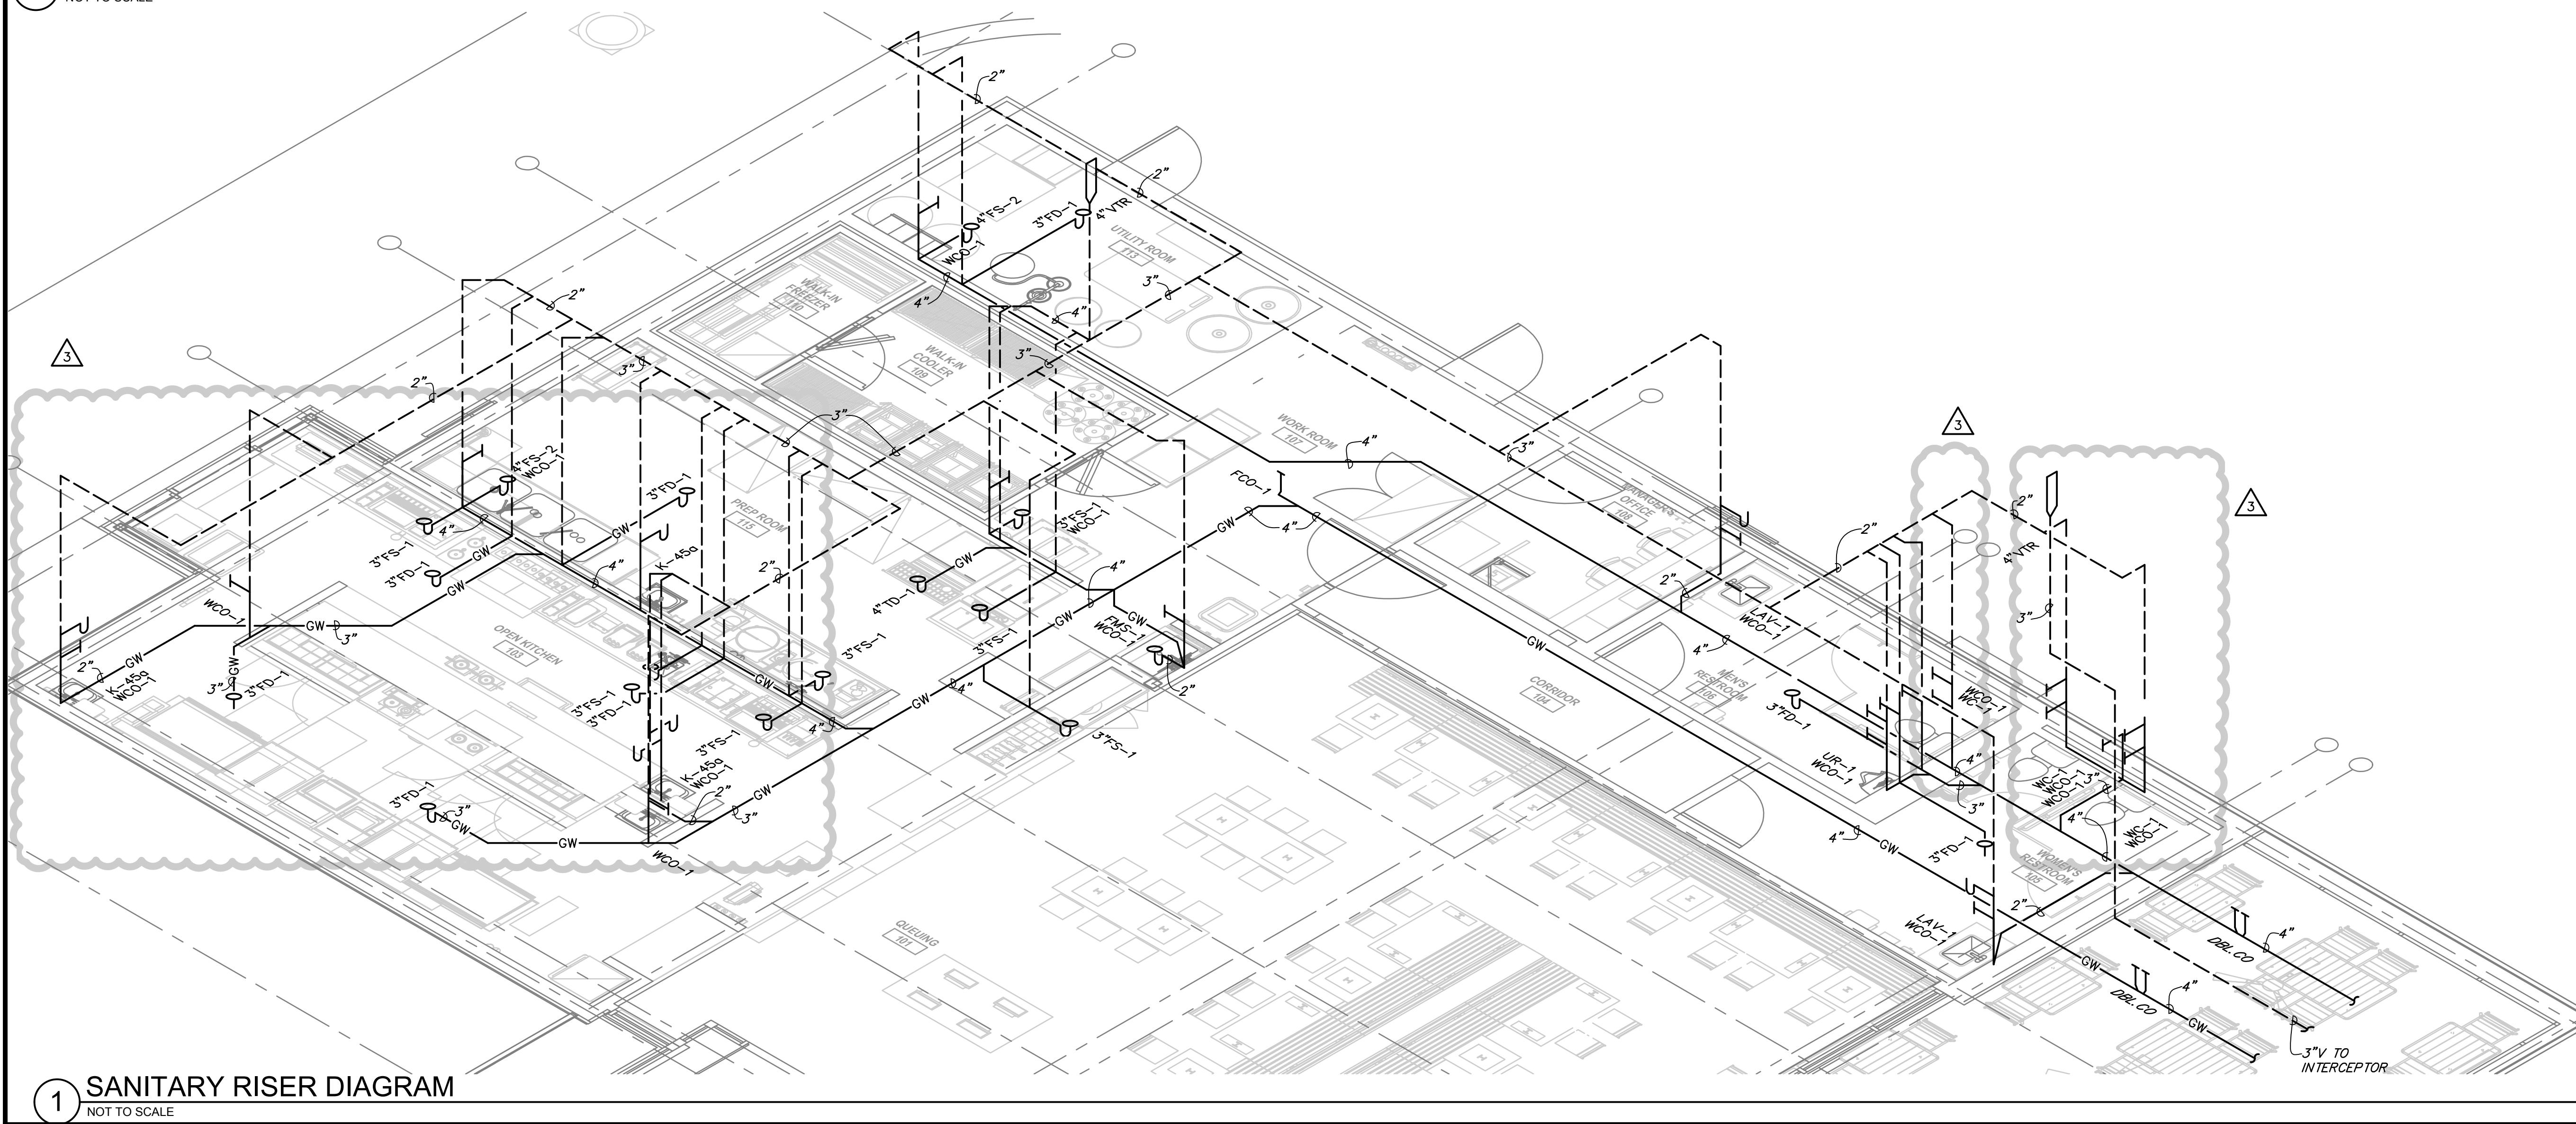 NOT TO SCALE
2"
2"
4"FS-2
WCO-1
3"FD-1
4"VTR
UTILITY ROOM
113
3"
4"
4"
WALK-IN
FREEZER
110
2"
3"
3"
WALK-IN
COOLER
109
3
2"
3"
WORK ROOM
107
4"
3"
FCO-1
3
3
4"FS-2
WCO-1
3"FD-1
PREP ROOM
115
3"FS-1
WCO-1
GW
4"
MANAGER'S
OFFICE
108
2"
2"
4"VTR
4"
3"FS-1
GW
3"FD-1
GW
GW
4"
K-45a
2"
GW
4"TD-1
4"
GW
3"FS-1
FMS-1
WCO-1
GW
GW
2"
LAV-1
WCO-1
4"
3"
WCO-1
GW
3"
OPEN KITCHEN
103
GW
2"
K-45a
WCO-1
GW
3"
3"FD-1
3"FS-1
GW
3"FS-1
3"FD-1
GW
4"
2"
GW
CORRIDOR
104
MEN'S
RESTROOM
106
3"FD-1
WCO-1
WC-1
3"FS-1
4"
3"FS-1
UR-1
WCO-1
4"
3"
WC-1
WCO-1
WCO-1
3"
K-45a
WCO-1
2"
GW
3"
3"FD-1
3"
GW
GW
WCO-1
4"
GW
3"FD-1
4"
WC-1
WCO-1
WOMEN'S
RESTROOM
105
2"
LAV-1
WCO-1
QUEUING
101
DBL.CO
4"
GW
DBL.CO
4"
GW
3"V TO
INTERCEPTOR
1
SANITARY RISER DIAGRAM
NOT TO SCALE